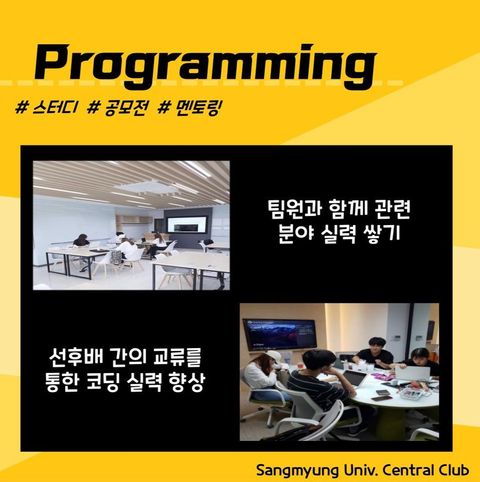 Programming
# 스터디 # 공모전 # 멘토링
팀원과 함께 관련
분야 실력 쌓기
선후배 간의 교류를
통한 코딩 실력 향상
Sangmyung Univ. Central Club